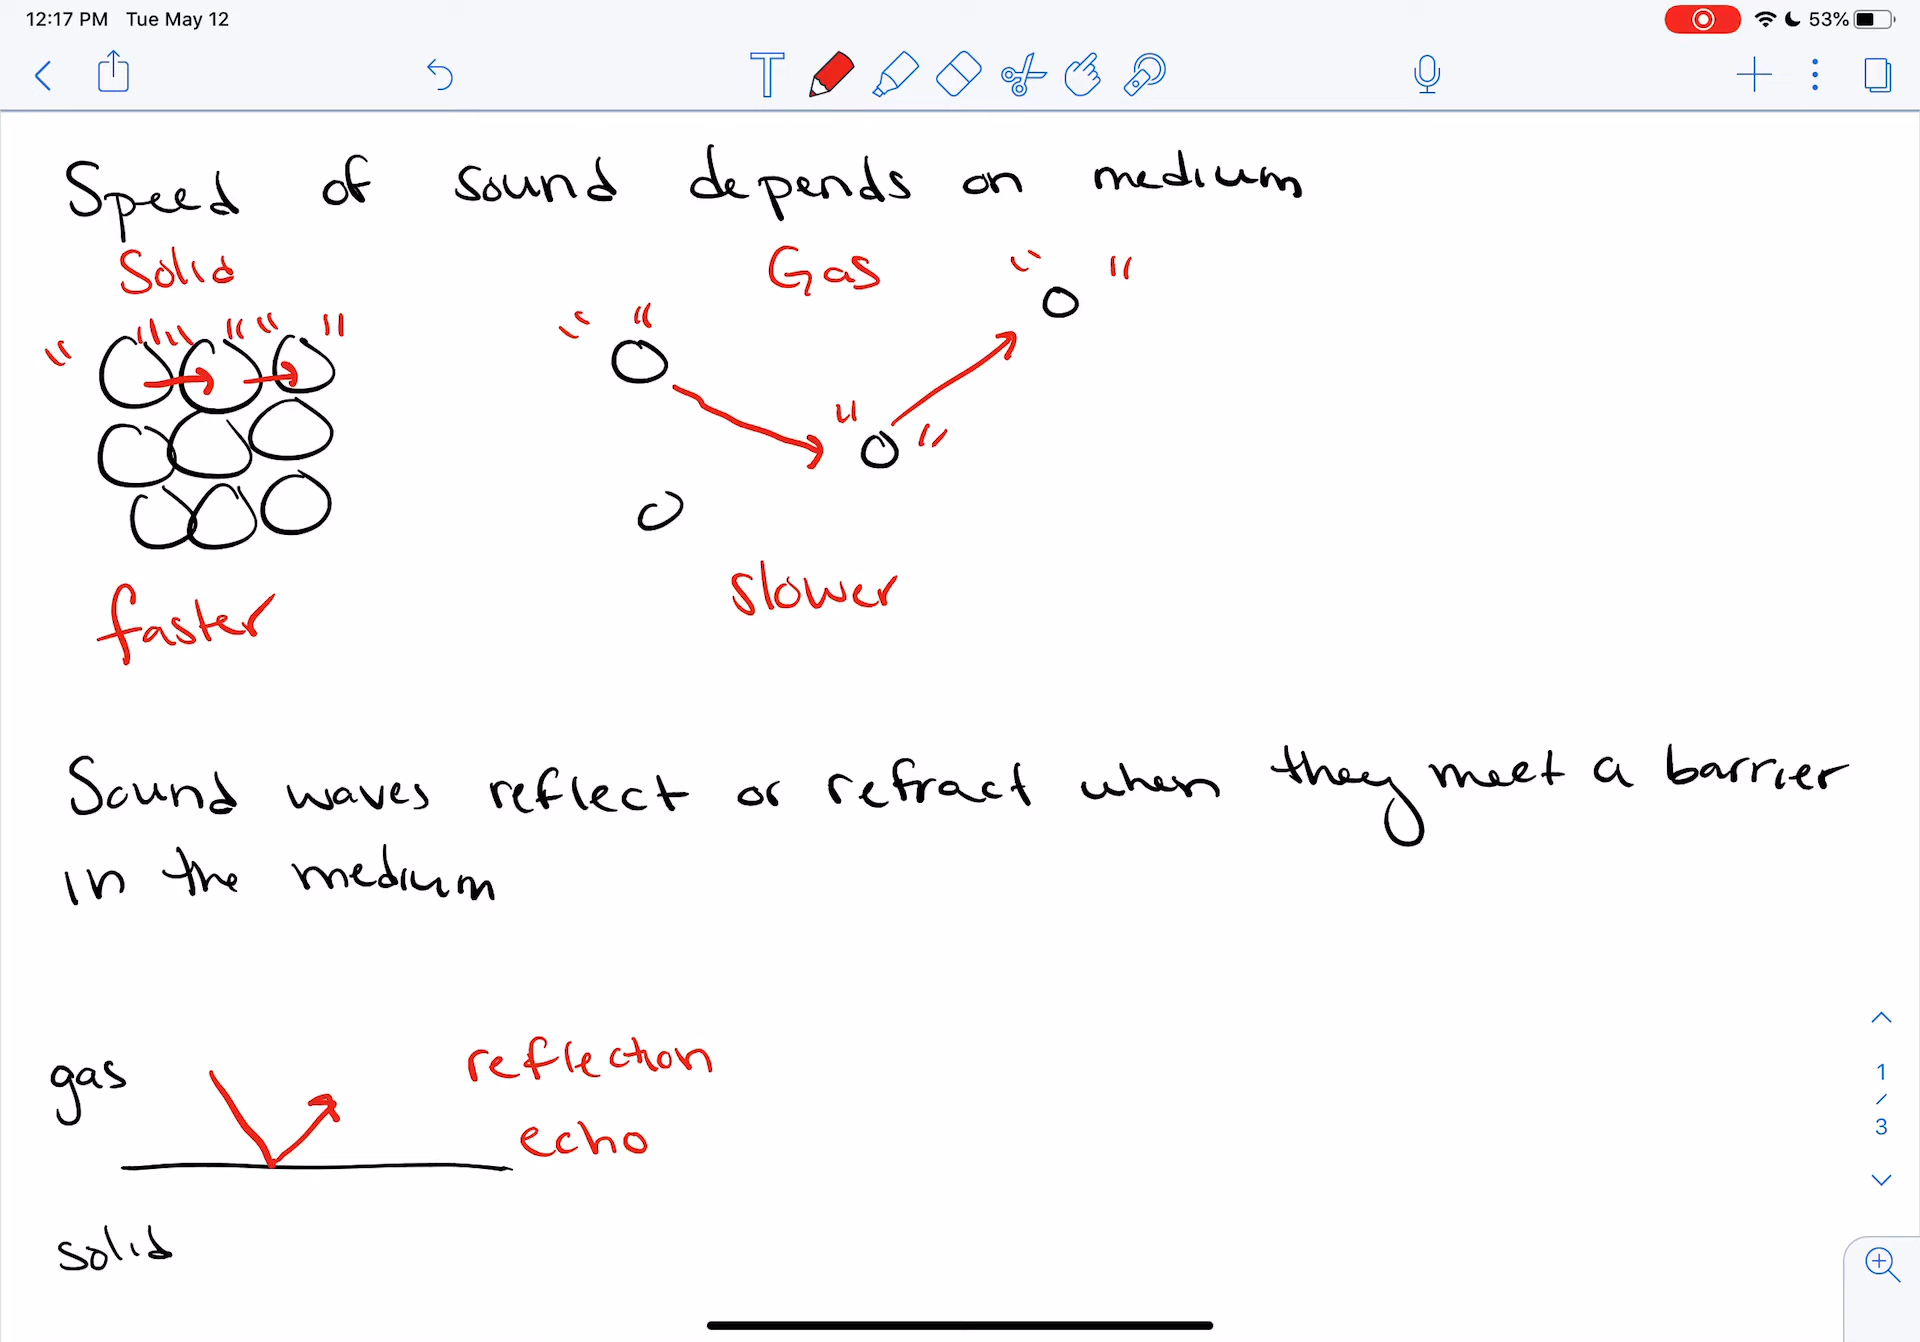 12:17 PM Tue May 12
53%
T
Speed of sound depends on medium
Solid
Gas
faster
slower
Sound waves reflect or refract when they meet a barrier
in the medium
gas
reflection
echo
solid
1
/
3